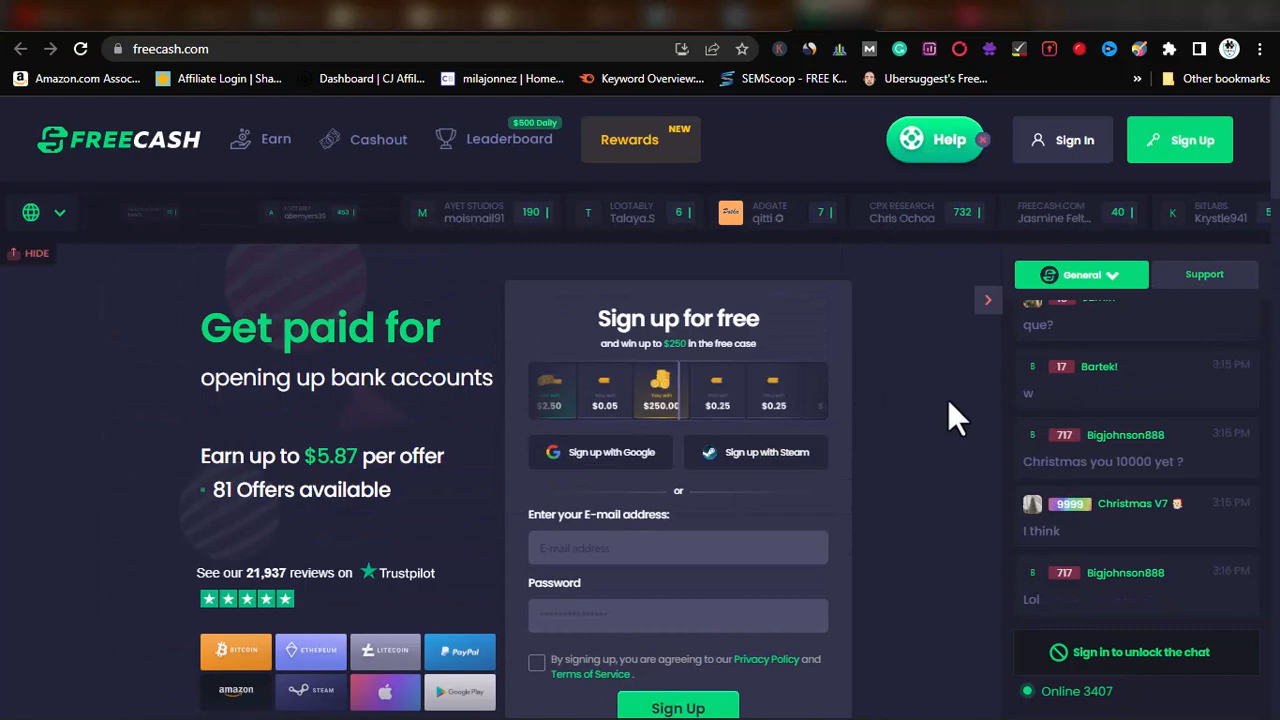 freecash.com
Amazon.com Assoc...
Affiliate Login | Sha...
Dashboard | CJ Affil...
milajonnez | Home...
Keyword Overview:...
SEMScoop - FREE K...
Ubersuggest's Free...
Other bookmarks
FREECASH
Earn
Cashout
Leaderboard
$500 Daily
Rewards
NEW
Help
Sign In
Sign Up
abemyers35
453
M
AYET STUDIOS
moismail91
190
T
LOOTABLY
Talaya.S
6
ADGATE
qitti
7
CPX RESEARCH
Chris Ochoa
732
FREECASH.COM
Jasmine Felt...
40
K
BITLABS
Krystle941
5
HIDE
Get paid for
opening up bank accounts
Earn up to $5.87 per offer
81 Offers available
See our 21,937 reviews on Trustpilot
BITCOIN
ETHEREUM
LITECOIN
PayPal
amazon
STEAM
Google Play
Sign up for free
and win up to $250 in the free case
$2.50
$0.05
You win
$250.00
$0.25
$0.25
Sign up with Google
Sign up with Steam
or
Enter your E-mail address:
E-mail address
Password
By signing up, you are agreeing to our Privacy Policy and
Terms of Service .
Sign Up
General
Support
que?
B 17 Bartek! 3:15 PM
w
B 717 Bigjohnson888 3:15 PM
Christmas you 10000 yet ?
9999 Christmas V7 3:16 PM
I think
B 717 Bigjohnson888 3:16 PM
Lol
Sign in to unlock the chat
Online 3407